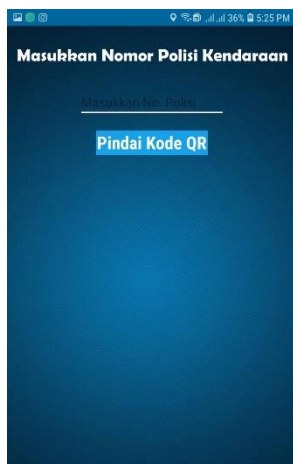 36% 5:25 PM
Masukkan Nomor Polisi Kendaraan
Masukkan No. Polisi
Pindai Kode QR